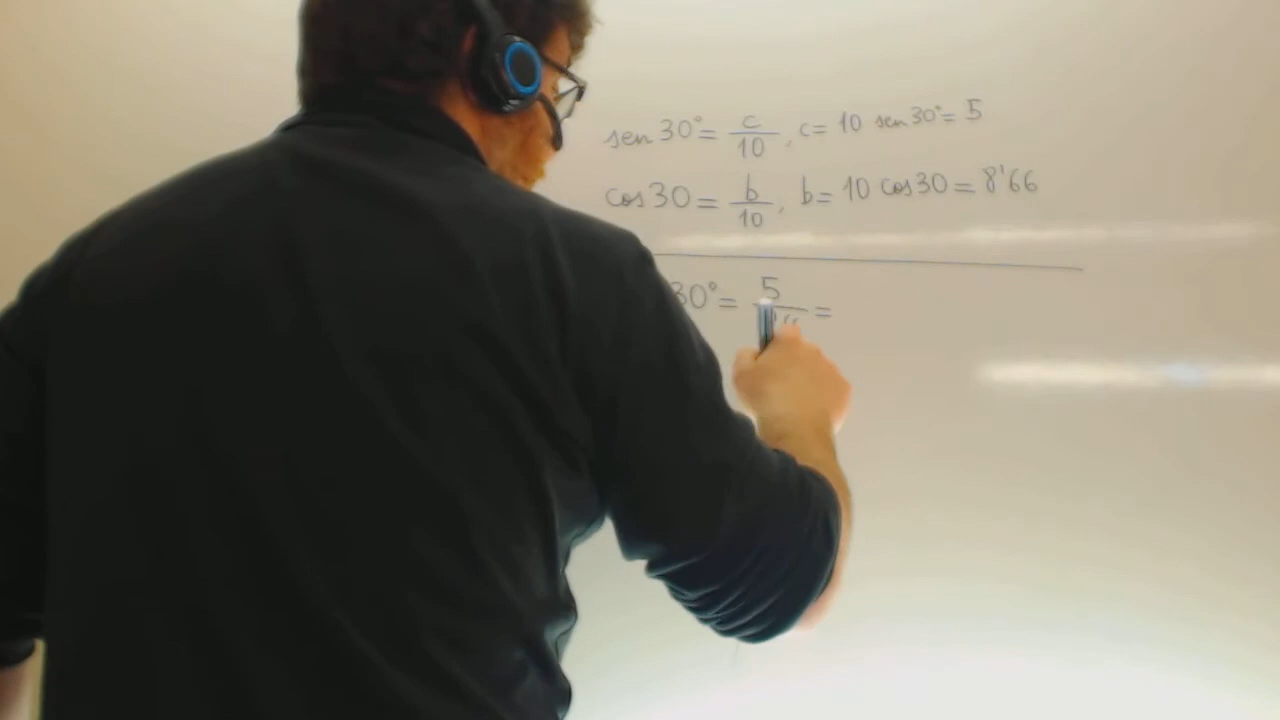 sen 30° = c/10, c = 10 sen 30° = 5
cos 30 = b/10, b = 10 cos 30 = 8'66
30° = 5/ =